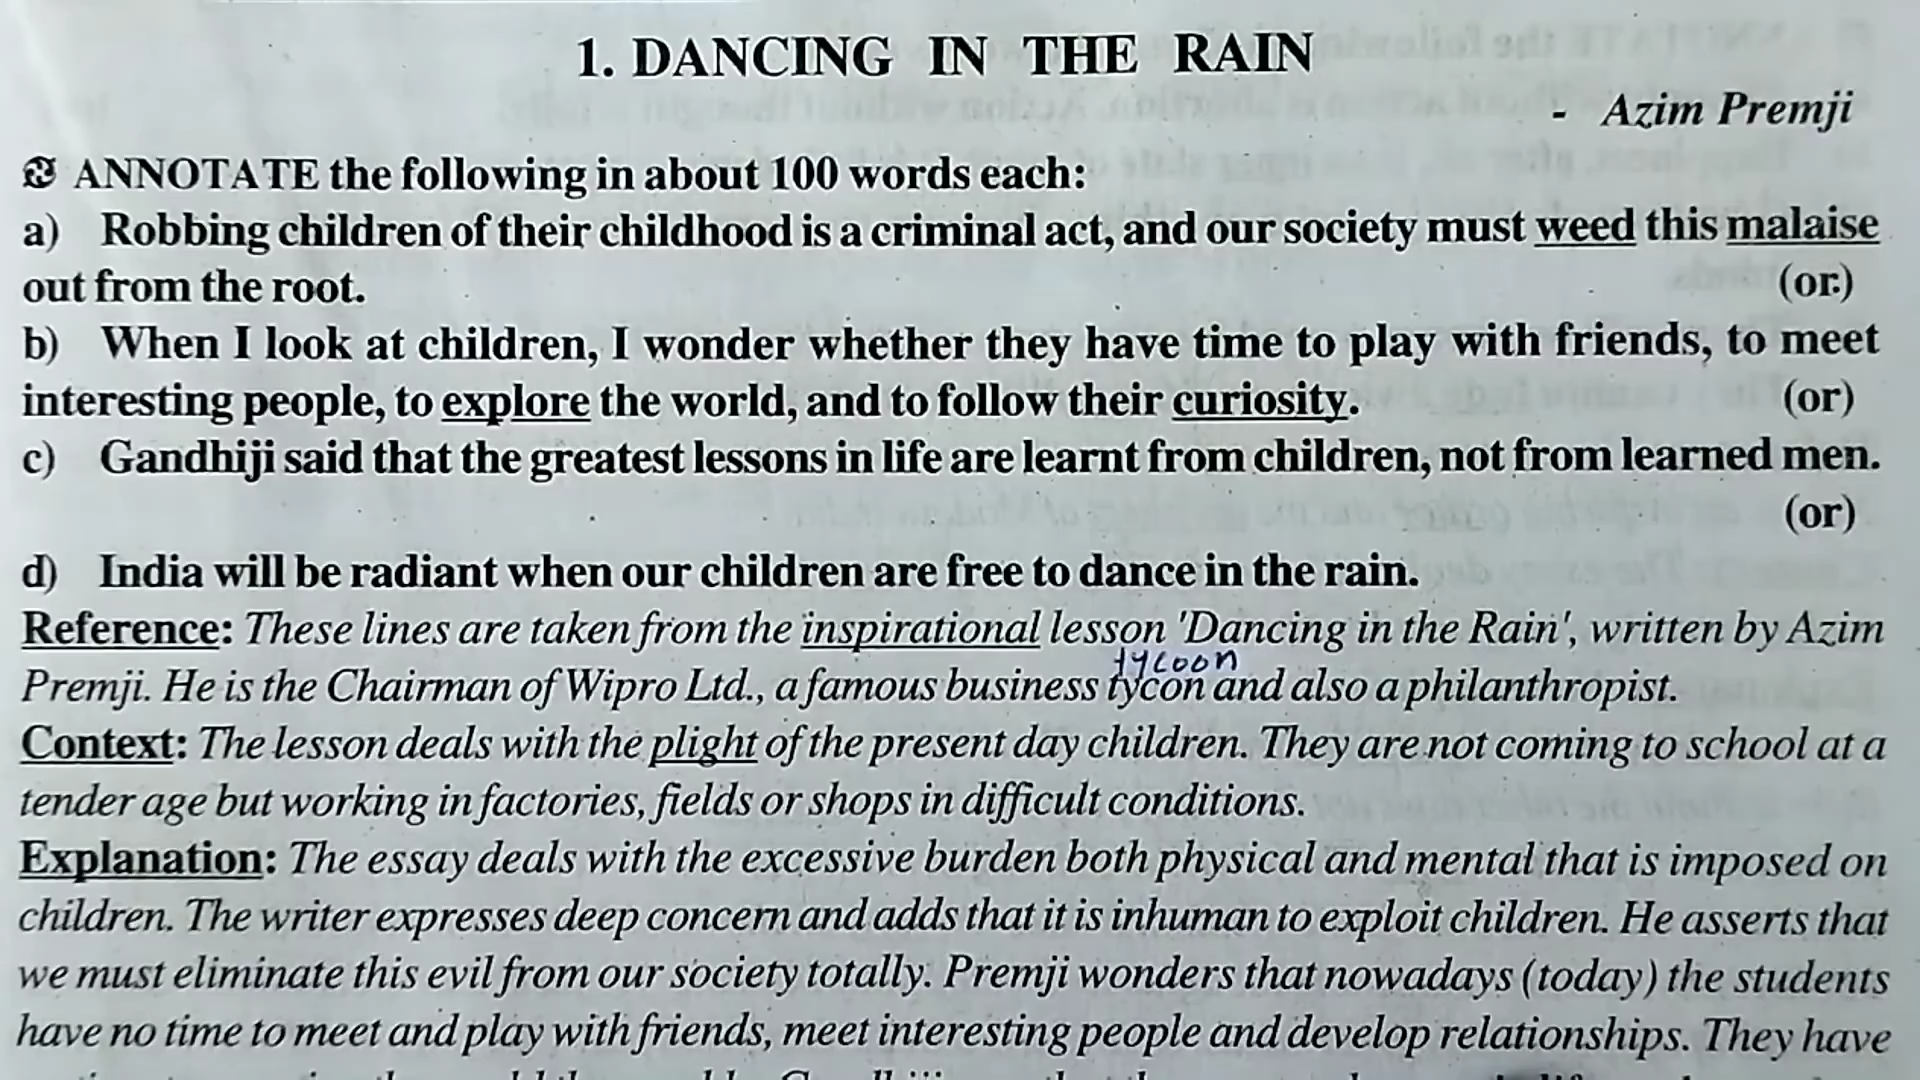 1. DANCING IN THE RAIN
- Azim Premji
ANNOTATE the following in about 100 words each:
a) Robbing children of their childhood is a criminal act, and our society must weed this malaise
out from the root. (or)
b) When I look at children, I wonder whether they have time to play with friends, to meet
interesting people, to explore the world, and to follow their curiosity. (or)
c) Gandhiji said that the greatest lessons in life are learnt from children, not from learned men.
(or)
d) India will be radiant when our children are free to dance in the rain.
Reference: These lines are taken from the inspirational lesson 'Dancing in the Rain', written by Azim
tycoon
Premji. He is the Chairman of Wipro Ltd., a famous business tycon and also a philanthropist.
Context: The lesson deals with the plight of the present day children. They are not coming to school at a
tender age but working in factories, fields or shops in difficult conditions.
Explanation: The essay deals with the excessive burden both physical and mental that is imposed on
children. The writer expresses deep concern and adds that it is inhuman to exploit children. He asserts that
we must eliminate this evil from our society totally. Premji wonders that nowadays (today) the students
have no time to meet and play with friends, meet interesting people and develop relationships. They have